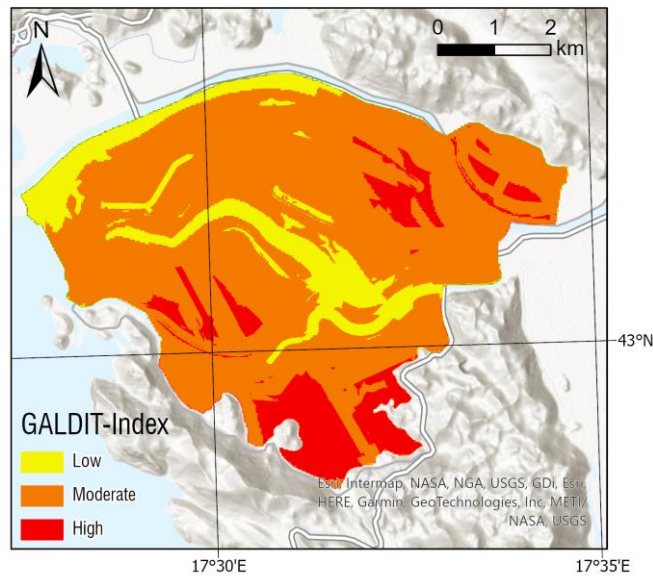 N
0 1 2
km
43°N
GALDIT-Index
Low
Moderate
High
Esri, Intermap, NASA, NGA, USGS, GDi, Esri,
HERE, Garmin, GeoTechnologies, Inc, METI/
NASA, USGS
17°30'E
17°35'E